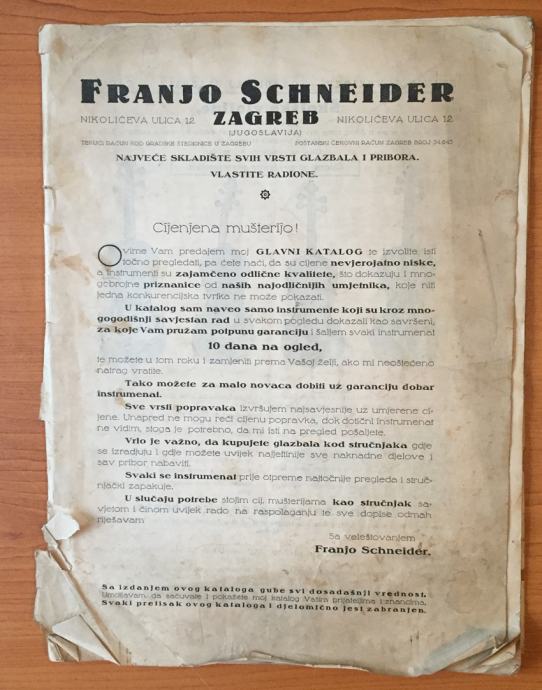 FRANJO SCHNEIDER
NIKOLIĆEVA ULICA 12 ZAGREB NIKOLIĆEVA ULICA 12
(JUGOSLAVIJA)
TEKUĆI RAČUN KOD GRADSKE ŠTEDIONICE U ZAGREBU POŠTANSKI ČEKOVNI RAČUN ZAGREB BROJ 34.645
NAJVEĆE SKLADIŠTE SVIH VRSTI GLAZBALA I PRIBORA.
VLASTITE RADIONE.
Cijenjena mušterijo!
Ovime Vam predajem moj GLAVNI KATALOG te izvolite isti
točno pregledati, pa ćete naći, da su cijene nevjerojatno niske,
a instrumenti su zajamčeno odlične kvalitete, što dokazuju i mno-
gobrojne priznanice od naših najodličnijih umjetnika, koje niti
jedna konkurencijska tvrtka ne može pokazati.
U katalog sam naveo samo instrumente koji su kroz mno-
gogodišnji savjestan rad u svakom pogledu dokazali kao savršeni,
za koje Vam pružam potpunu garanciju i šaljem svaki instrumenat
10 dana na ogled,
te možete u tom roku i zamjeniti prema Vašoj želji, ako mi neoštećeno
natrag vratite.
Tako možete za malo novaca dobiti uz garanciju dobar
instrumenat.
Sve vrsti popravaka izvršujem najsavjesnije uz umjerene ci-
jene. Unapred ne mogu reći cijenu popravka, dok dotični instrumenat
ne vidim, stoga je potrebno, da mi isti na pregled pošaljete.
Vrlo je važno, da kupujete glazbala kod stručnjaka gdje
se izradjuju i gdje možete uvijek najjeftinije sve naknadne djelove i
sav pribor nabaviti.
Svaki se instrumenat prije otpreme najtočnije pregleda i struč-
njački zapakuje.
U slučaju potrebe stojim cij. mušterijama kao stručnjak sa-
vjetom i činom uvijek rado na raspolaganju te sve dopise odmah
riješavam
Sa veleštovanjem
Franjo Schneider.
Sa izdanjem ovog kataloga gube svi dosadašnji vrednost.
Umoljavam da sačuvate i pokažete moj katalog Vašim prijateljima i znancima.
Svaki pretisak ovog kataloga i djelomično jest zabranjen.